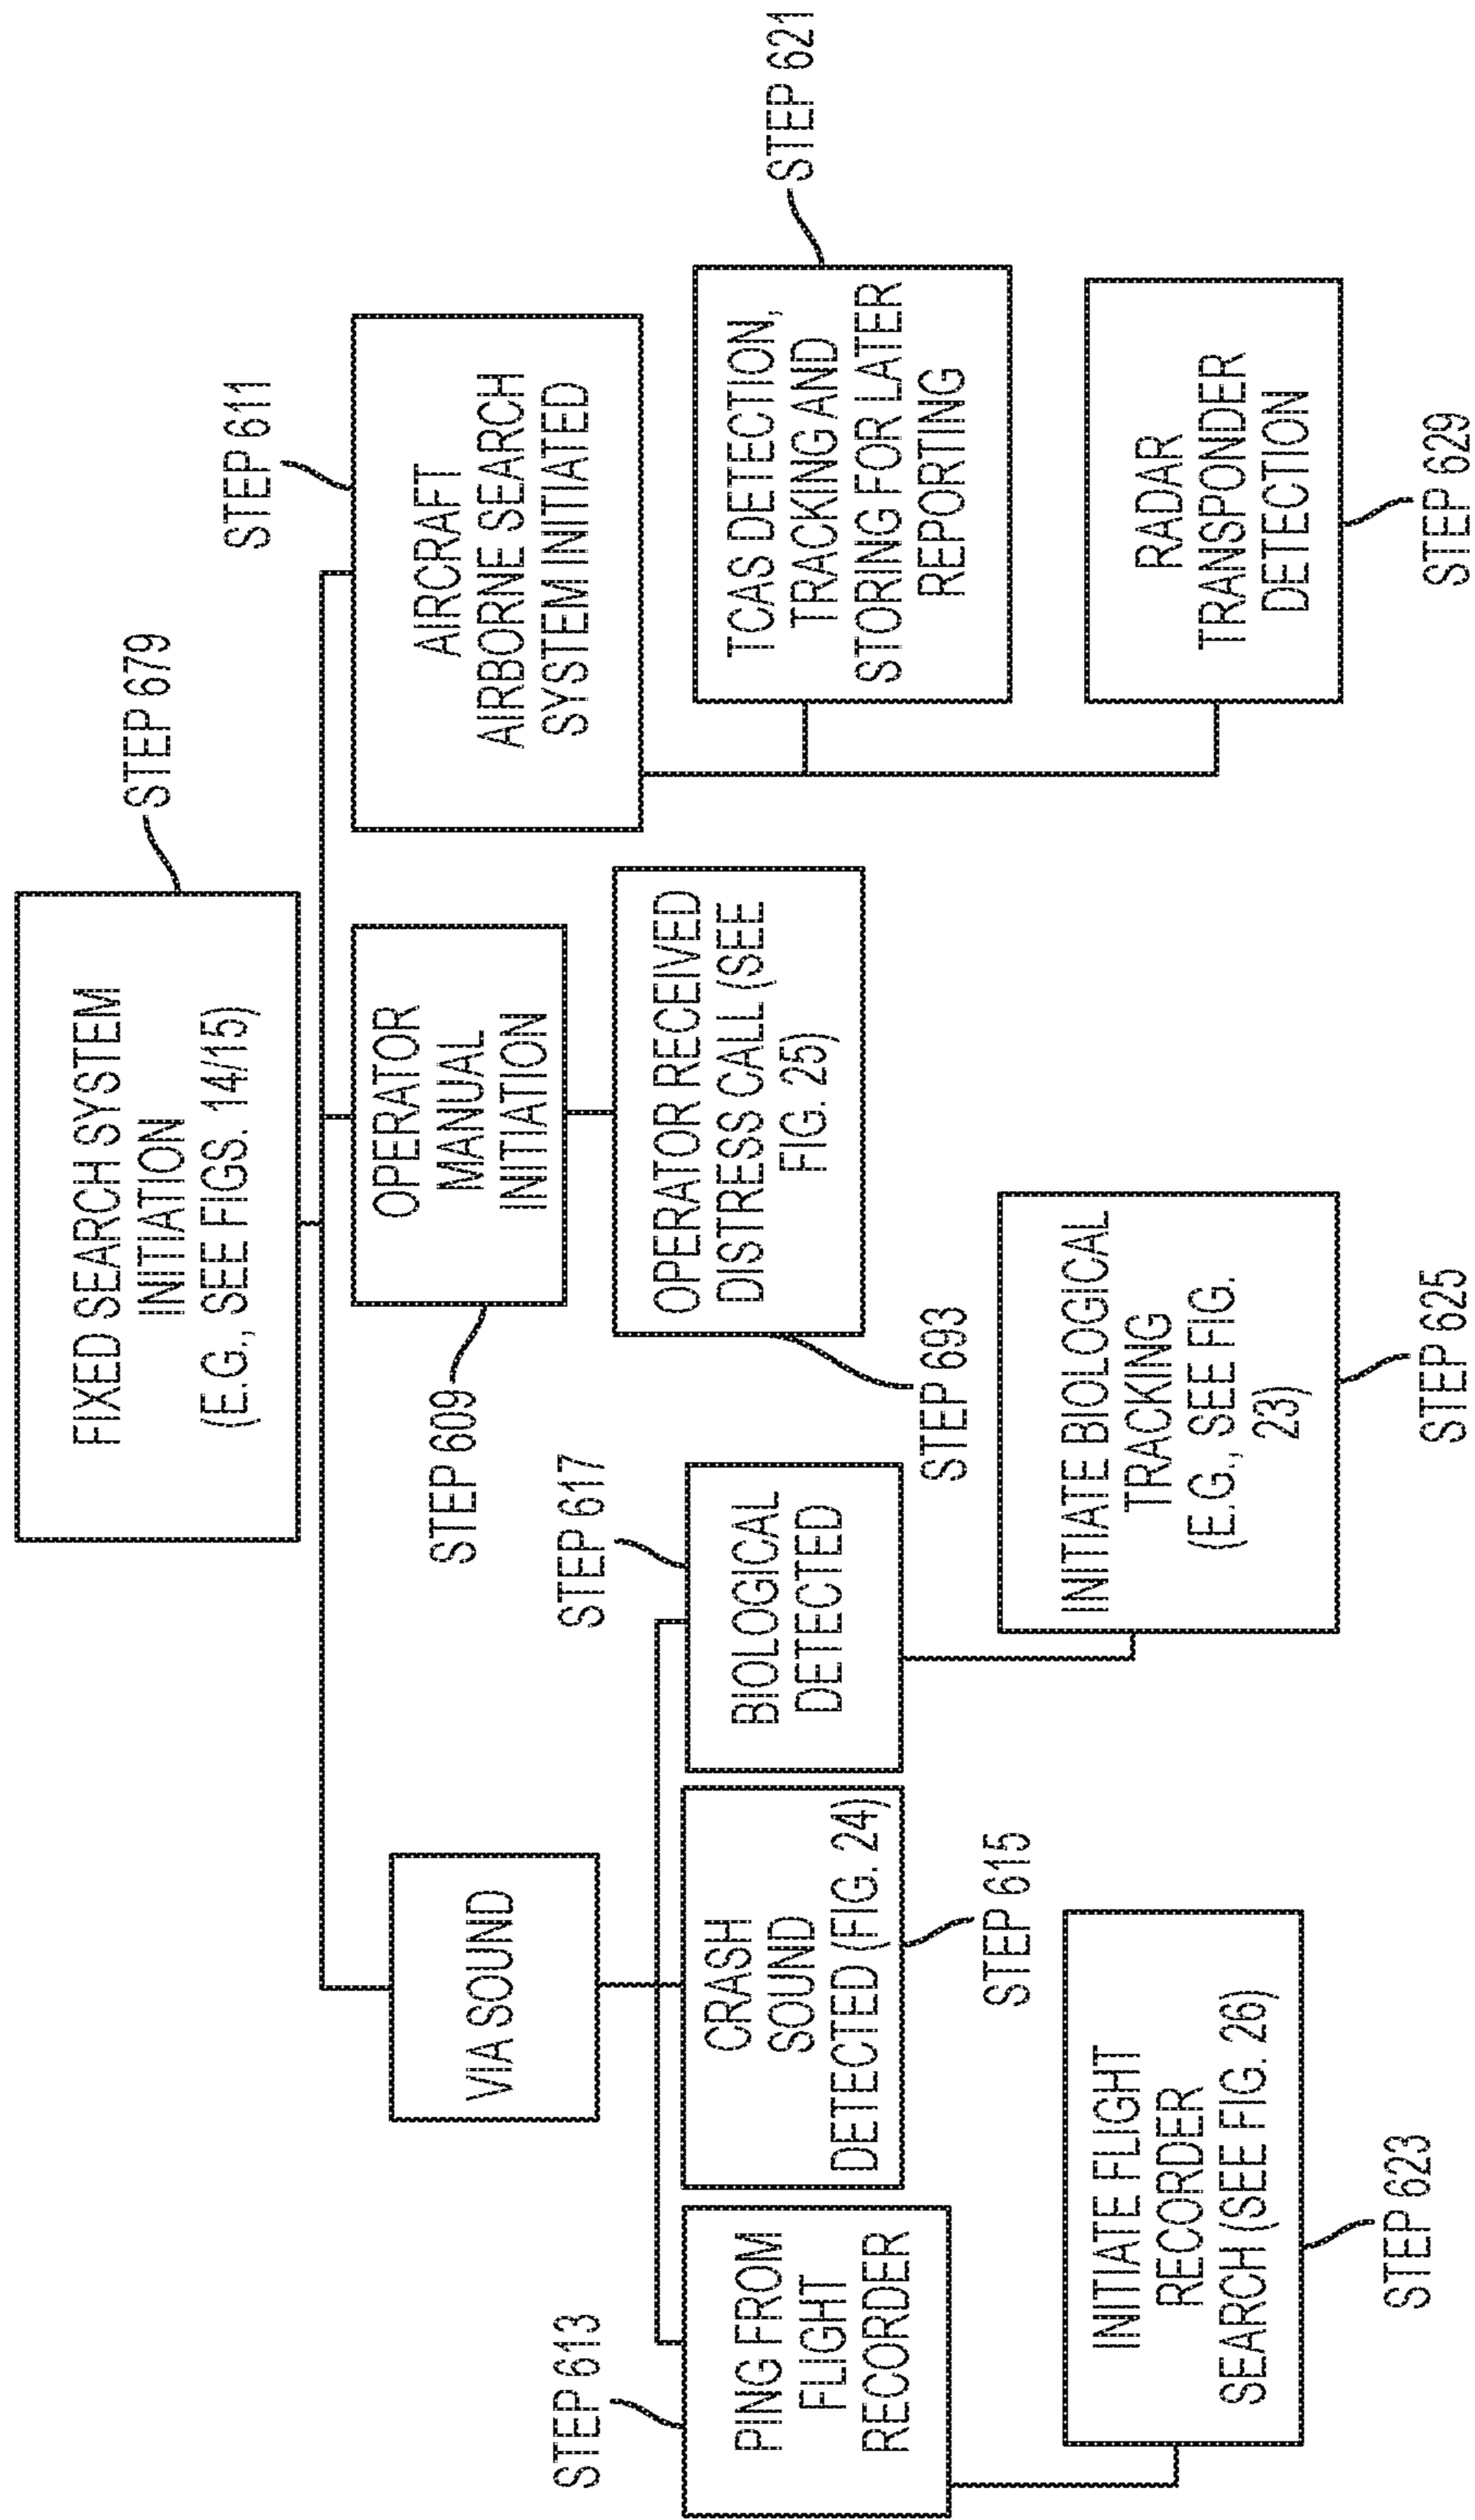 FIXED SEARCH SYSTEM
INITIATION
(E.G., SEE FIGS. 14/15)
STEP 679
VIA SOUND
OPERATOR
MANUAL
INITIATION
STEP 609
AIRCRAFT
AIRBORNE SEARCH
SYSTEM INITIATED
STEP 611
STEP 613
PING FROM
FLIGHT
RECORDER
CRASH
SOUND
DETECTED (FIG. 24)
STEP 615
STEP 617
BIOLOGICAL
DETECTED
OPERATOR RECEIVED
DISTRESS CALL (SEE
FIG. 25)
STEP 693
TCAS DETECTION,
TRACKING AND
STORING FOR LATER
REPORTING
STEP 621
INITIATE FLIGHT
RECORDER
SEARCH (SEE FIG. 26)
STEP 623
INITIATE BIOLOGICAL
TRACKING
(E.G., SEE FIG.
23)
STEP 625
RADAR
TRANSPONDER
DETECTION
STEP 629